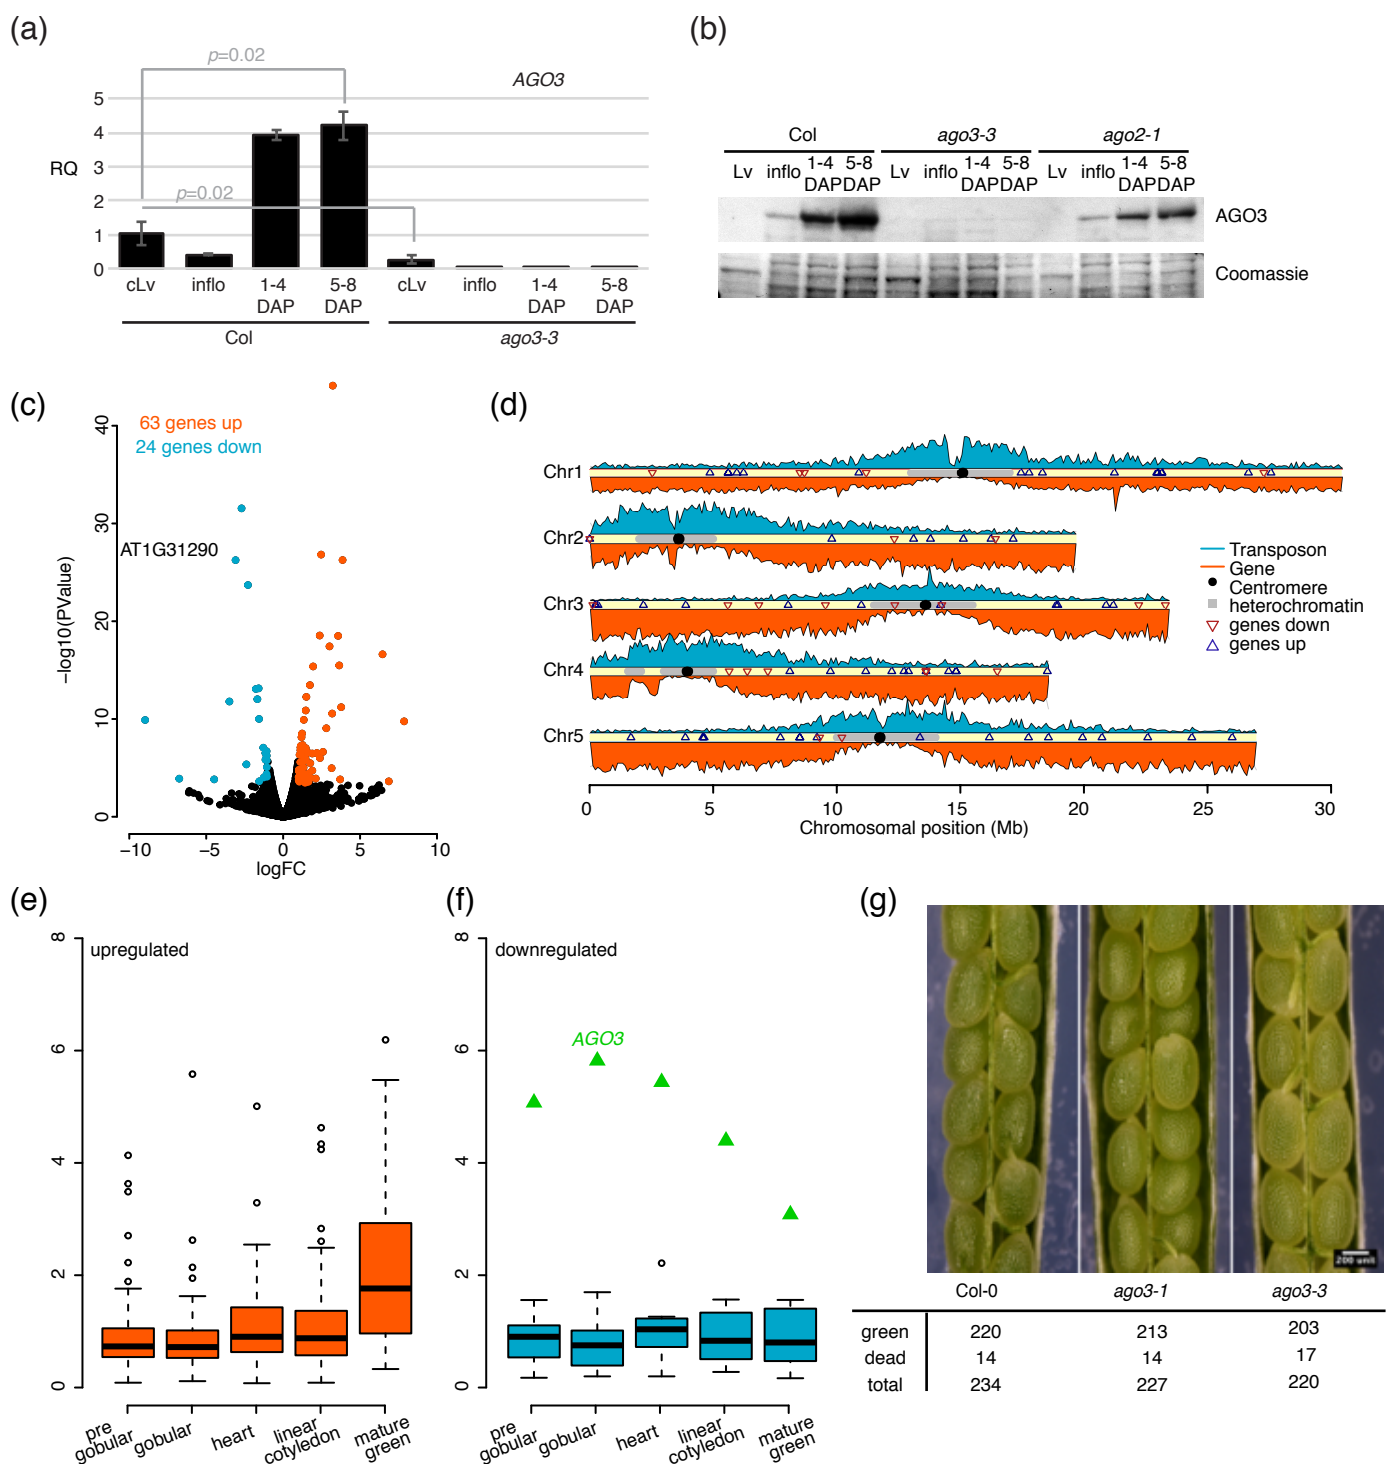 (a)
p=0.02
AGO3
5
4
3
2
1
0
RQ
p=0.02
cLv inflo 1-4 DAP 5-8 DAP cLv inflo 1-4 DAP 5-8 DAP
Col ago3-3
(b)
Col ago3-3 ago2-1
Lv inflo 1-4 DAP 5-8 DAP Lv inflo 1-4 DAP 5-8 DAP Lv inflo 1-4 DAP 5-8 DAP
AGO3
Coomassie
(c)
63 genes up
24 genes down
AT1G31290
−log10(PValue)
40
30
20
10
0
−10 −5 0 5 10
logFC
(d)
Chr1
Chr2
Chr3
Chr4
Chr5
Transposon
Gene
Centromere
heterochromatin
genes down
genes up
0 5 10 15 20 25 30
Chromosomal position (Mb)
(e)
upregulated
8
6
4
2
0
pre gobular
gobular
heart
linear cotyledon
mature green
(f)
downregulated
AGO3
8
6
4
2
0
pre gobular
gobular
heart
linear cotyledon
mature green
(g)
200 unit
Col-0 ago3-1 ago3-3
green 220 213 203
dead 14 14 17
total 234 227 220